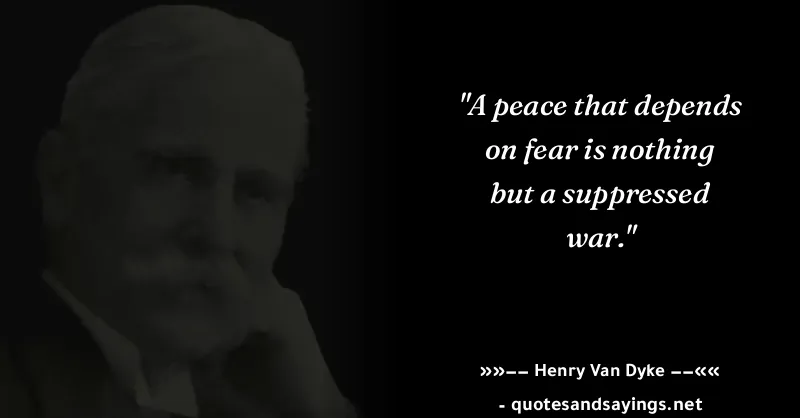 "A peace that depends
on fear is nothing
but a suppressed
war."
»»−− Henry Van Dyke −−««
- quotesandsayings.net